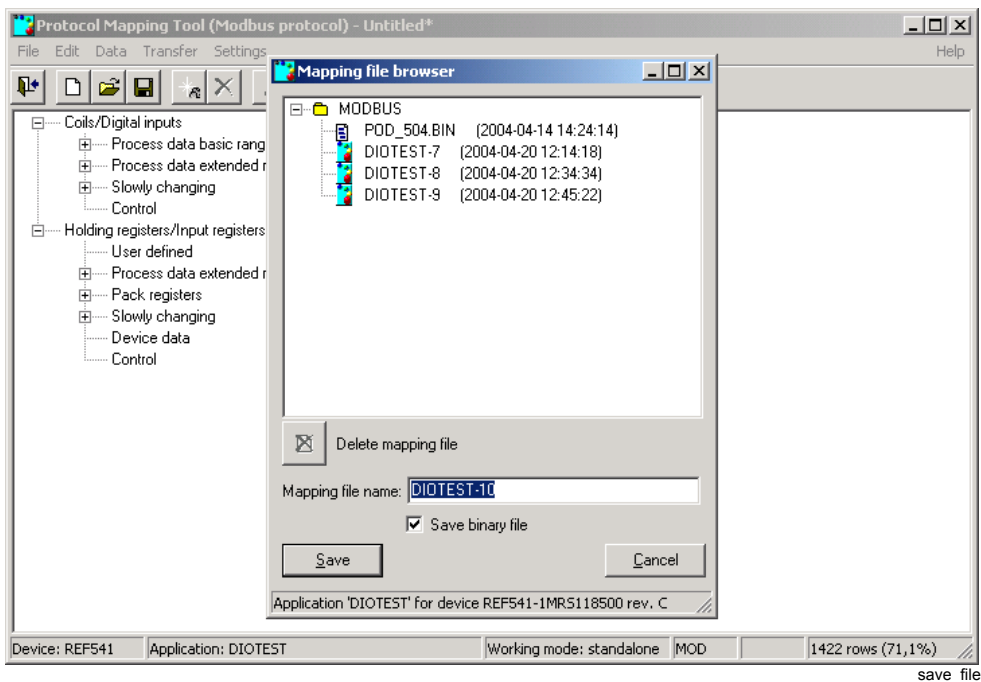 Protocol Mapping Tool (Modbus protocol) - Untitled*
File Edit Data Transfer Settings Help
Mapping file browser
MODBUS
POD_504.BIN (2004-04-14 14:24:14)
DIOTEST-7 (2004-04-20 12:14:18)
DIOTEST-8 (2004-04-20 12:34:34)
DIOTEST-9 (2004-04-20 12:45:22)
Coils/Digital inputs
Process data basic rang
Process data extended r
Slowly changing
Control
Holding registers/Input registers
User defined
Process data extended r
Pack registers
Slowly changing
Device data
Control
Delete mapping file
Mapping file name: DIOTEST-10
Save binary file
Save Cancel
Application 'DIOTEST' for device REF541-1MRS118500 rev. C
Device: REF541 Application: DIOTEST Working mode: standalone MOD 1422 rows (71,1%)
save file